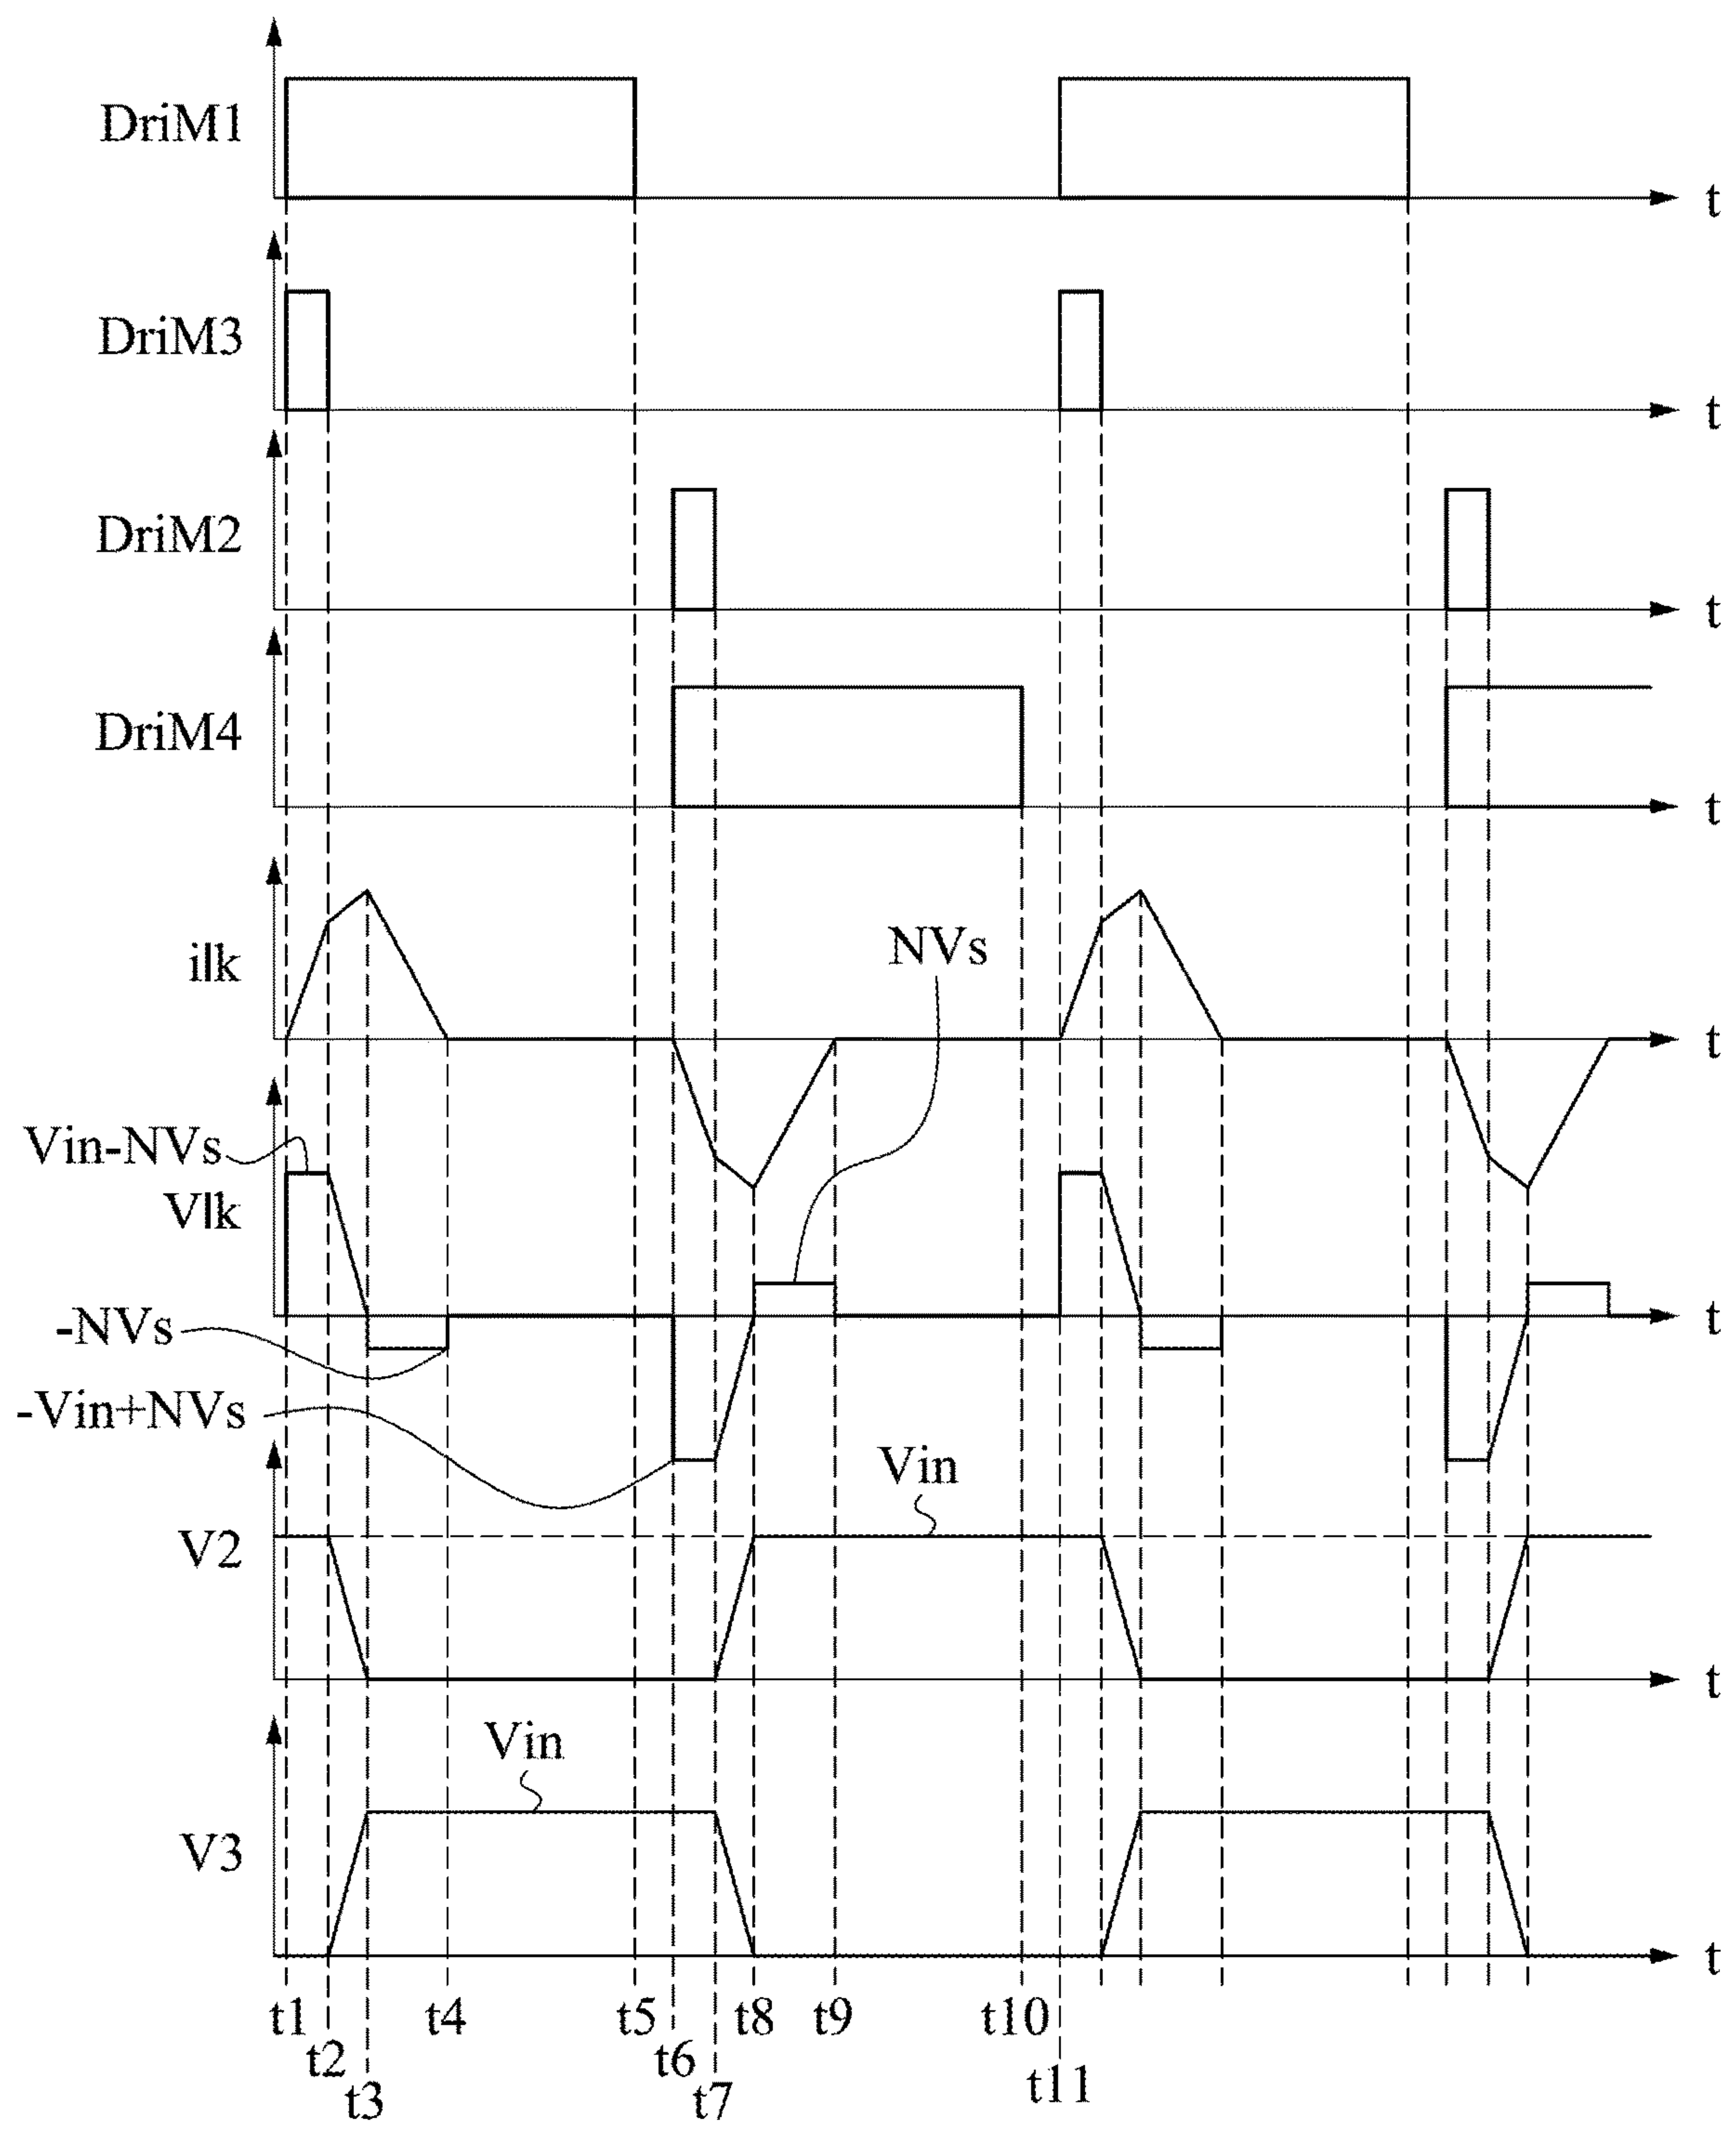 DriM1
t
DriM3
t
DriM2
t
DriM4
t
ilk
NVs
t
Vin-NVs
Vlk
-NVs
t
-Vin+NVs
Vin
V2
t
Vin
V3
t
t1 t4 t5 t8 t9 t10
t2 t6 t11
t3 t7